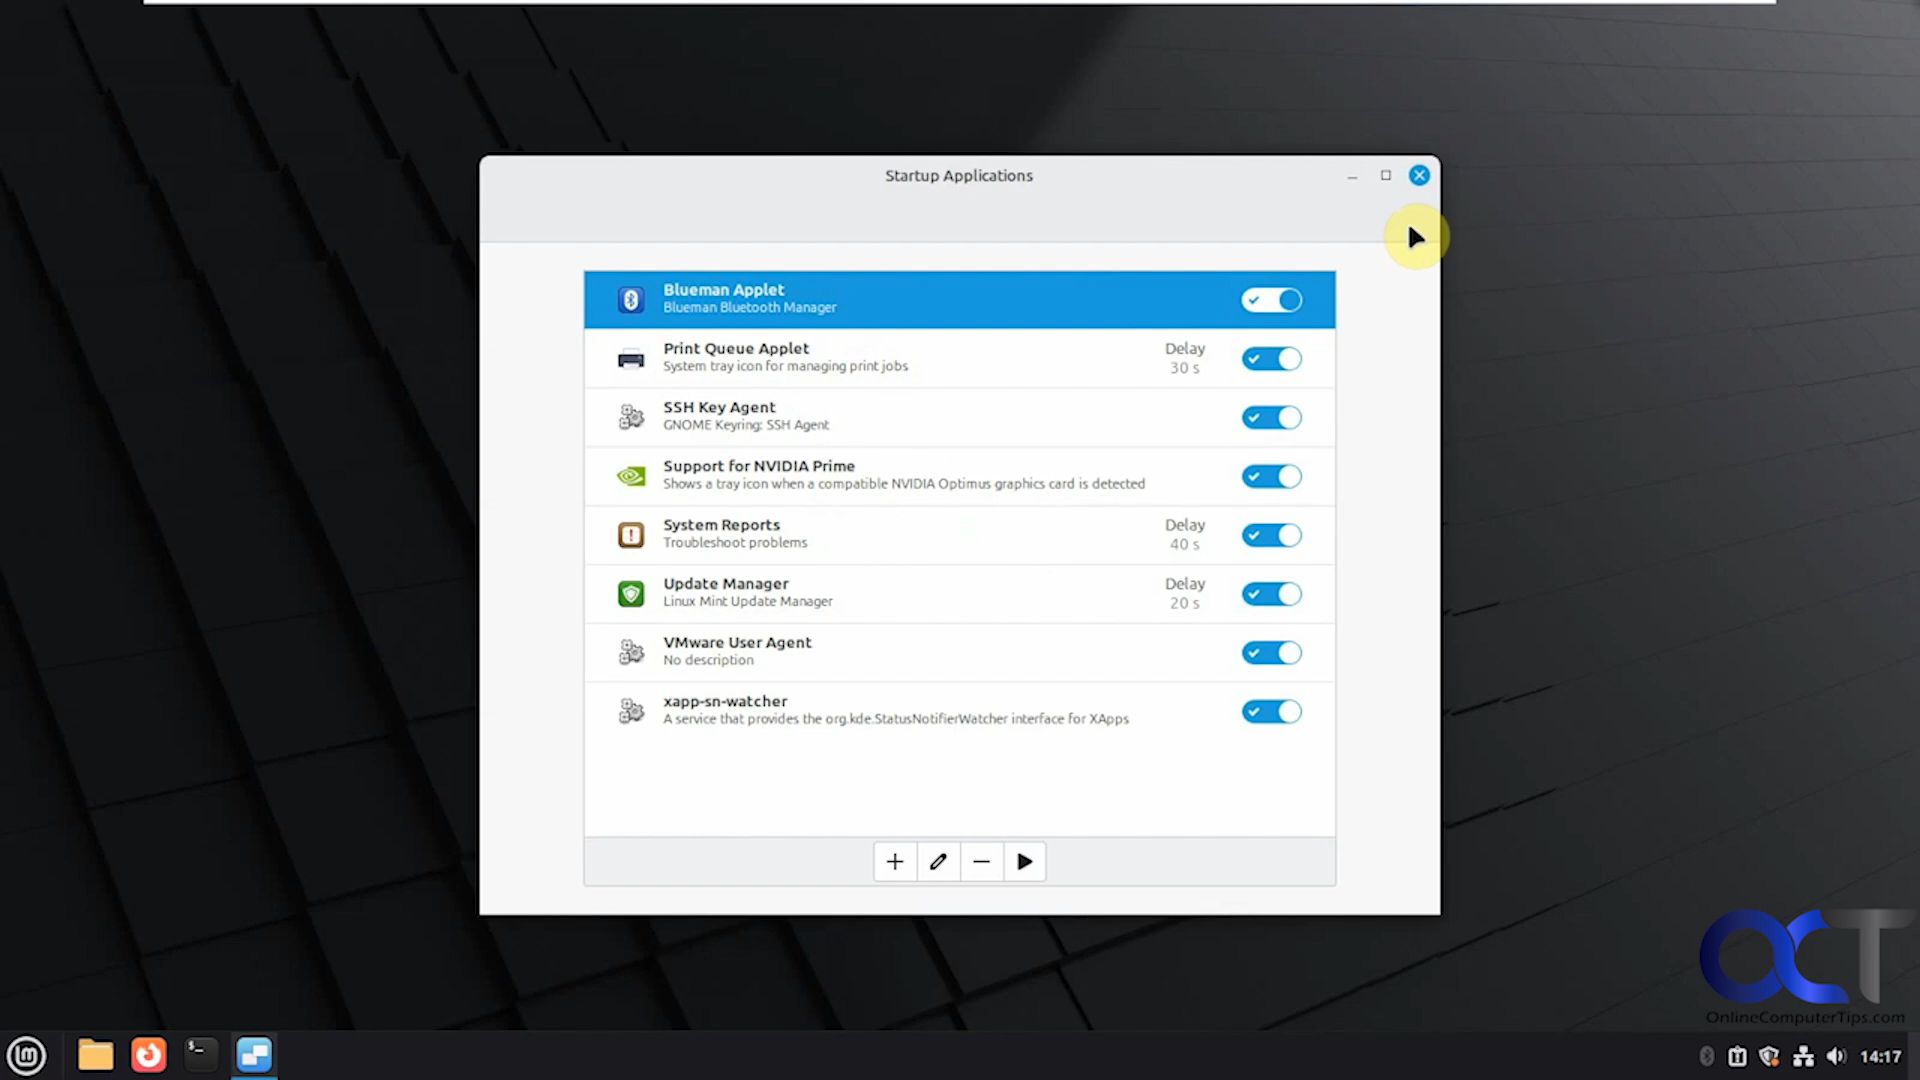 Startup Applications
Blueman Applet
Blueman Bluetooth Manager
Print Queue Applet
System tray icon for managing print jobs
Delay
30 s
SSH Key Agent
GNOME Keyring: SSH Agent
Support for NVIDIA Prime
Shows a tray icon when a compatible NVIDIA Optimus graphics card is detected
System Reports
Troubleshoot problems
Delay
40 s
Update Manager
Linux Mint Update Manager
Delay
20 s
VMware User Agent
No description
xapp-sn-watcher
A service that provides the org.kde.StatusNotifierWatcher interface for XApps
OCT
OnlineComputerTips.com
14:17